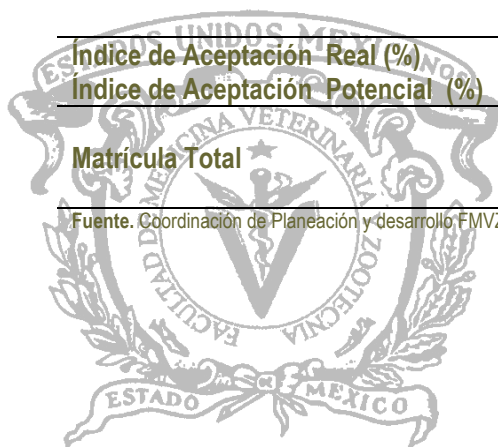 Índice de Aceptación Real (%)
Índice de Aceptación Potencial (%)
Matrícula Total
Fuente. Coordinación de Planeación y desarrollo FMVZ
ESTADOS UNIDOS MEXICANOS
FACULTAD DE MEDICINA VETERINARIA Y ZOOTECNIA
ESTADO MEXICO